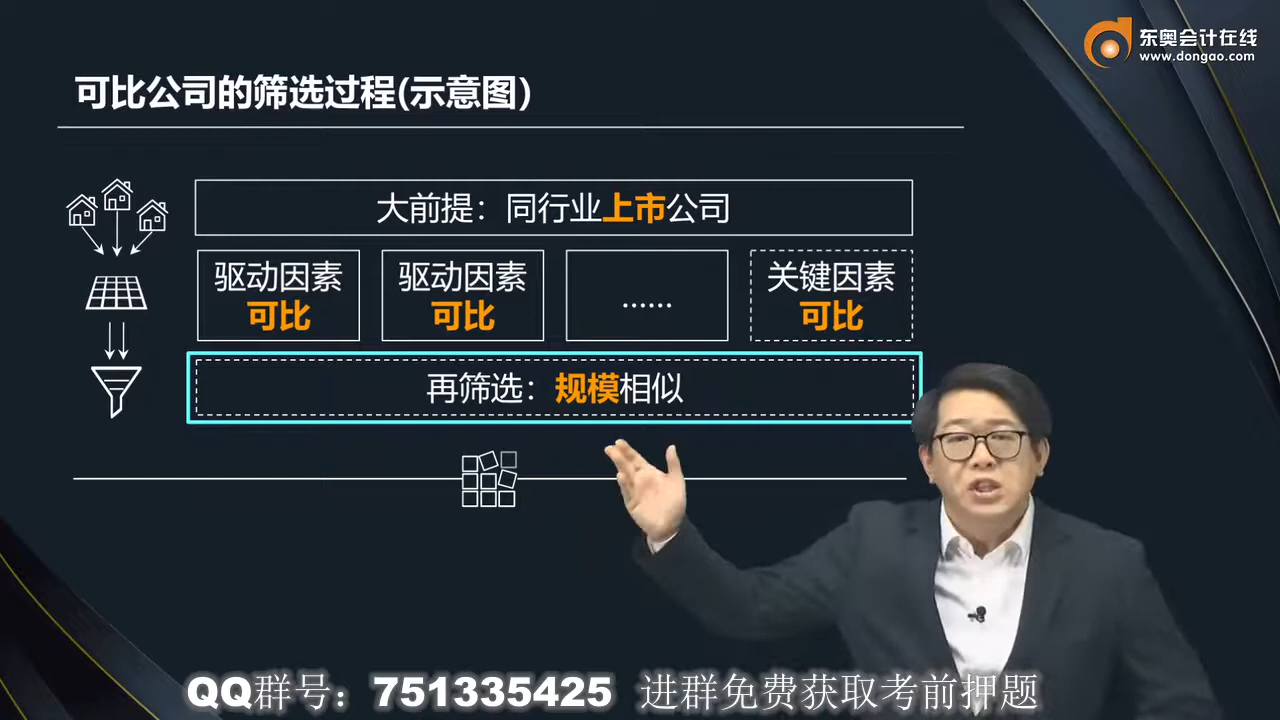 东奥会计在线
www.dongao.com
可比公司的筛选过程(示意图)
大前提：同行业上市公司
驱动因素
可比
驱动因素
可比
......
关键因素
可比
再筛选：规模相似
QQ群号：751335425 进群免费获取考前押题